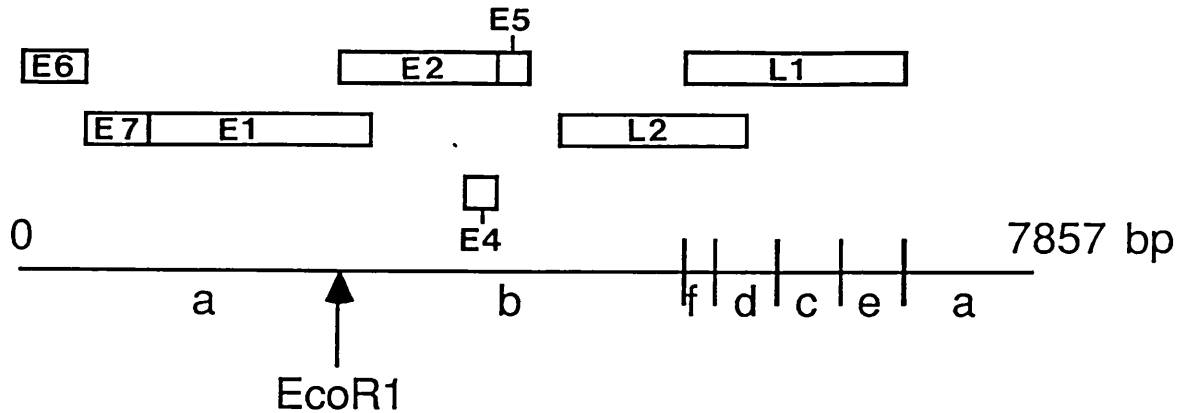 E5
E6 E2 L1
E7 E1 L2
E4
0 7857 bp
a b f d c e a
EcoR1